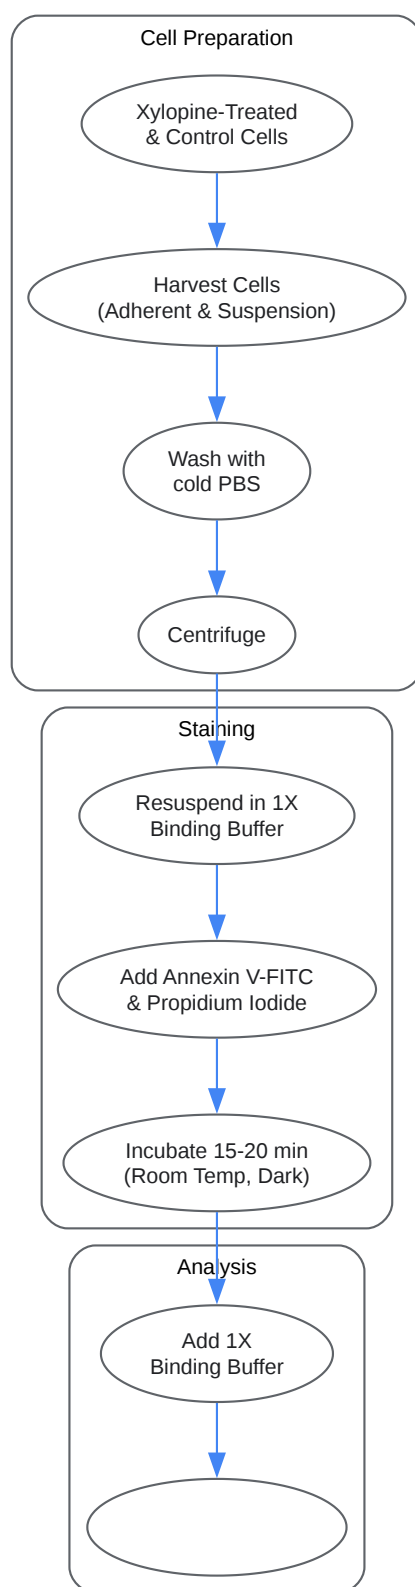 Cell Preparation
Xylopine-Treated
& Control Cells
Harvest Cells
(Adherent & Suspension)
Wash with
cold PBS
Centrifuge
Staining
Resuspend in 1X
Binding Buffer
Add Annexin V-FITC
& Propidium Iodide
Incubate 15-20 min
(Room Temp, Dark)
Analysis
Add 1X
Binding Buffer